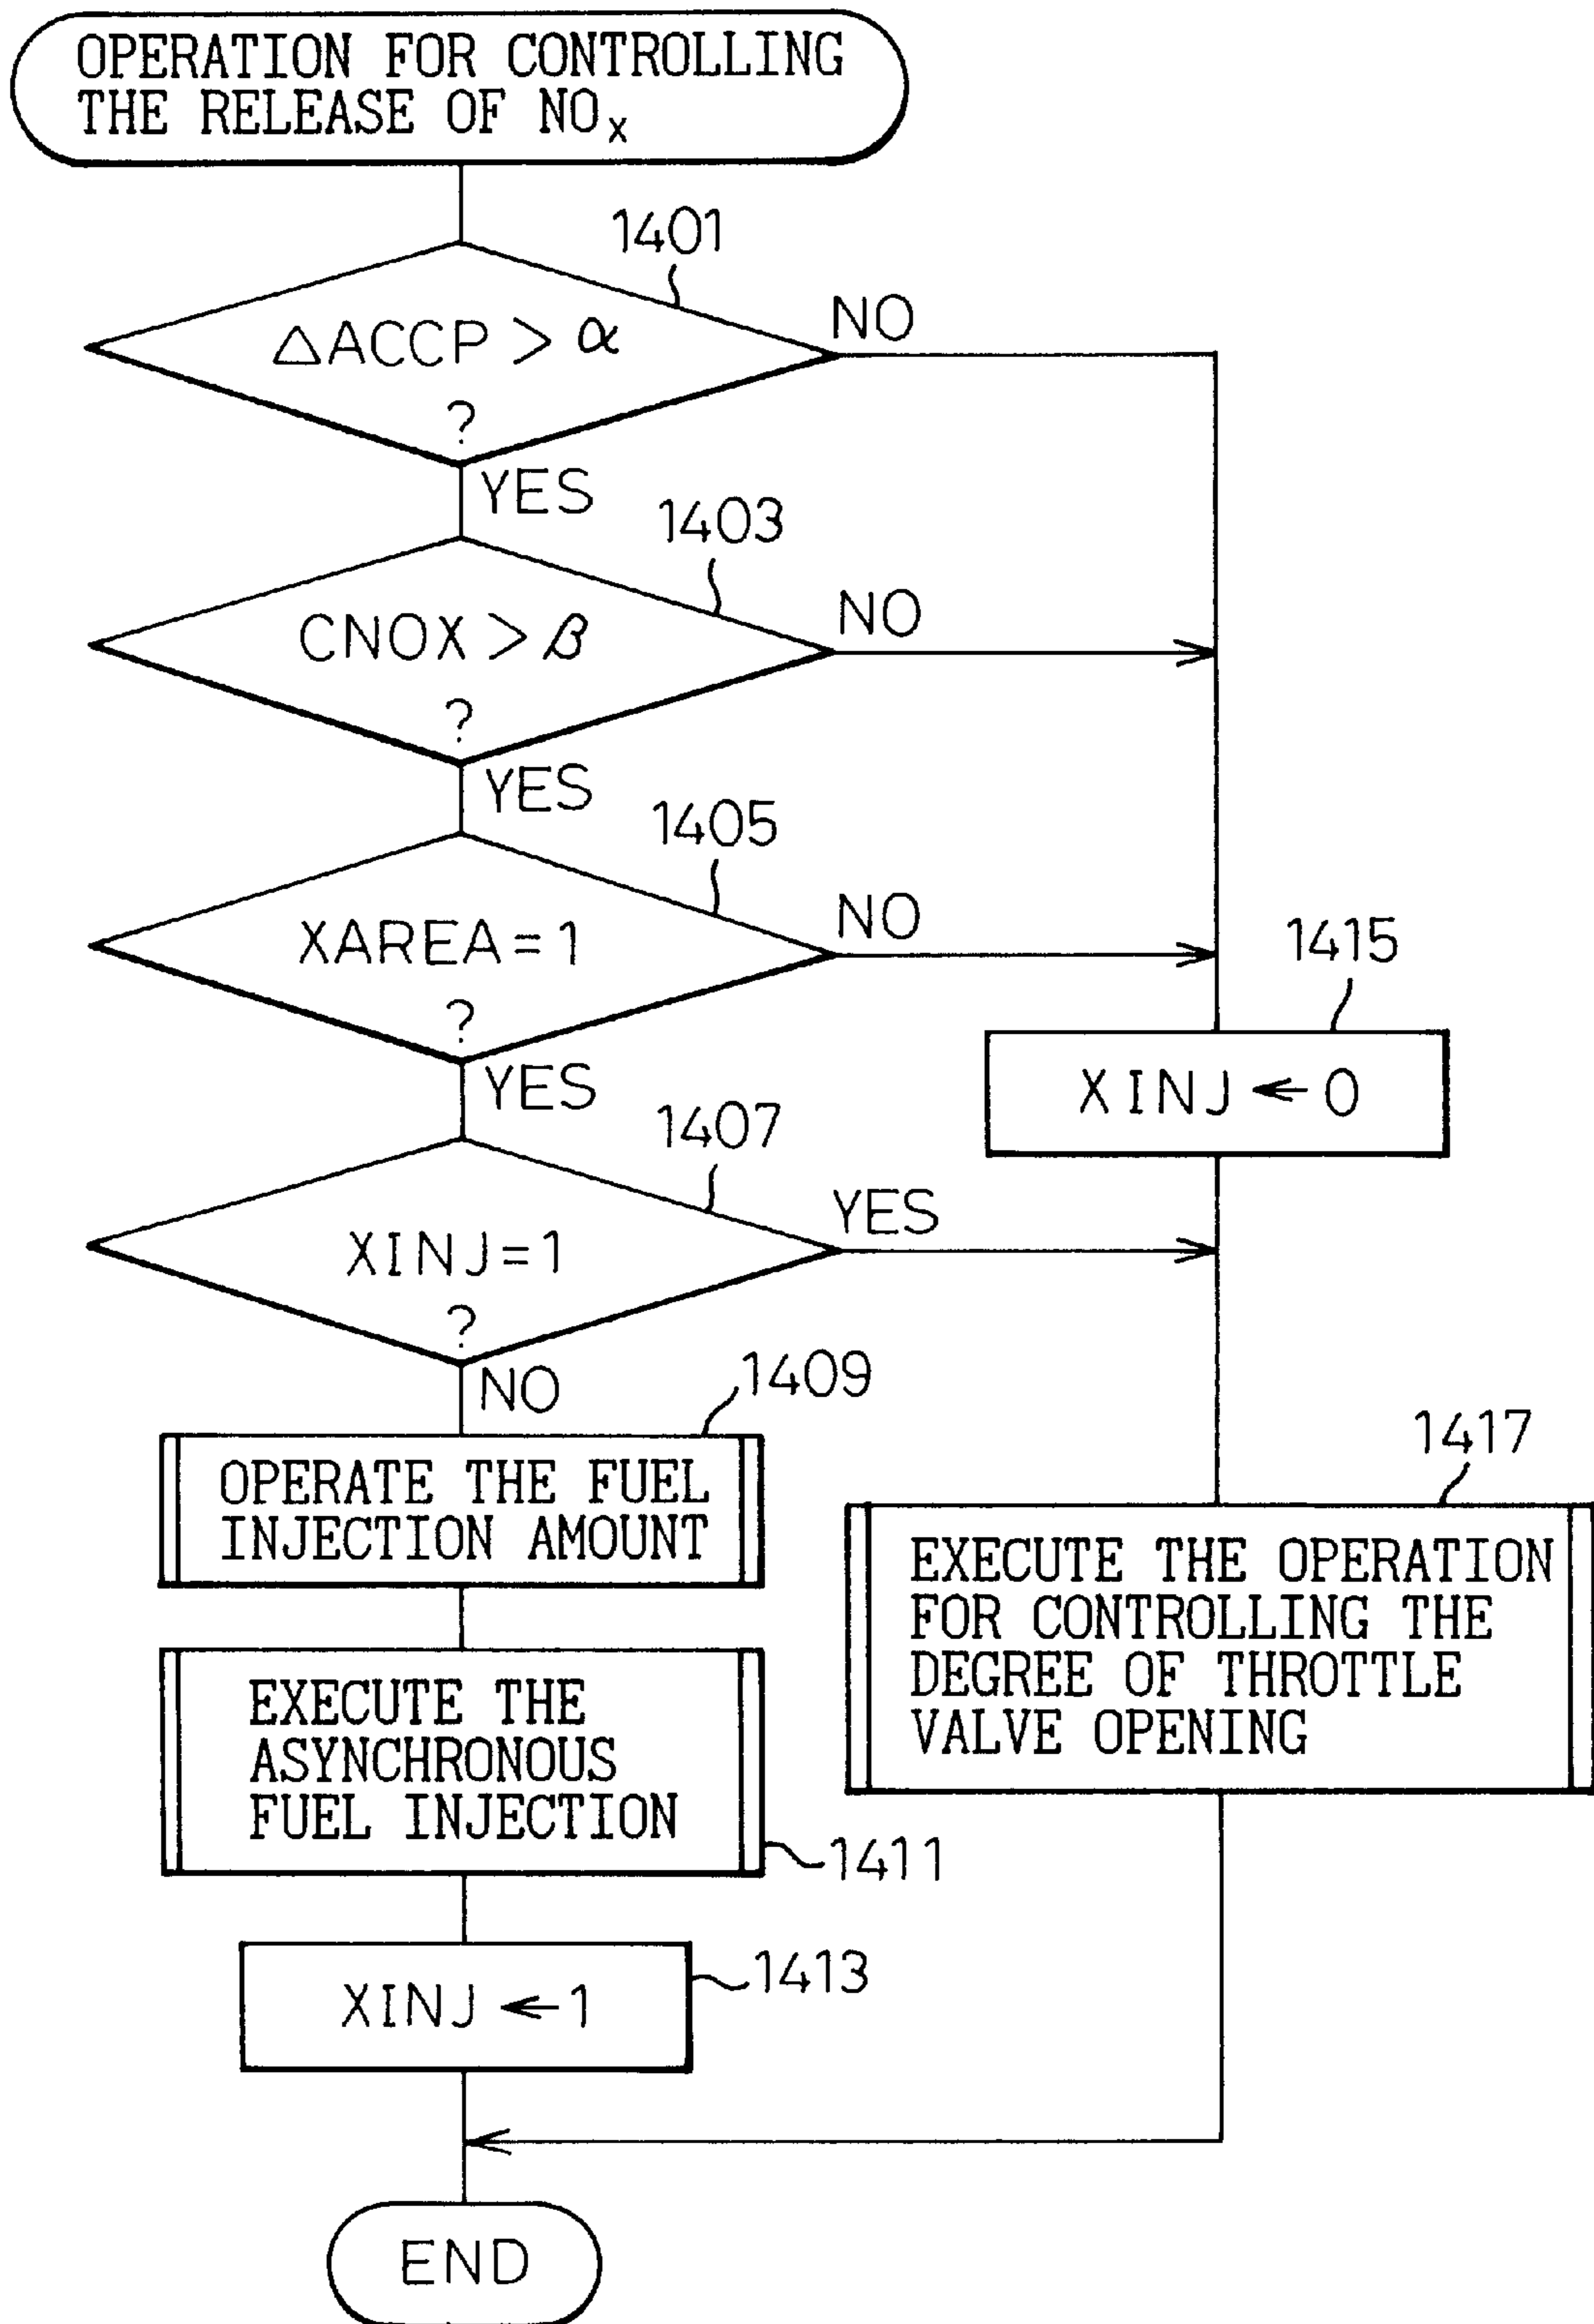 OPERATION FOR CONTROLLING
THE RELEASE OF NOx
1401
△ACCP > α
?
NO
YES
1403
CNOX > β
?
NO
YES
1405
XAREA = 1
?
NO
YES
1415
XINJ ← 0
1407
XINJ = 1
?
YES
NO
1409
OPERATE THE FUEL
INJECTION AMOUNT
1417
EXECUTE THE OPERATION
FOR CONTROLLING THE
DEGREE OF THROTTLE
VALVE OPENING
EXECUTE THE
ASYNCHRONOUS
FUEL INJECTION
1411
XINJ ← 1
1413
END